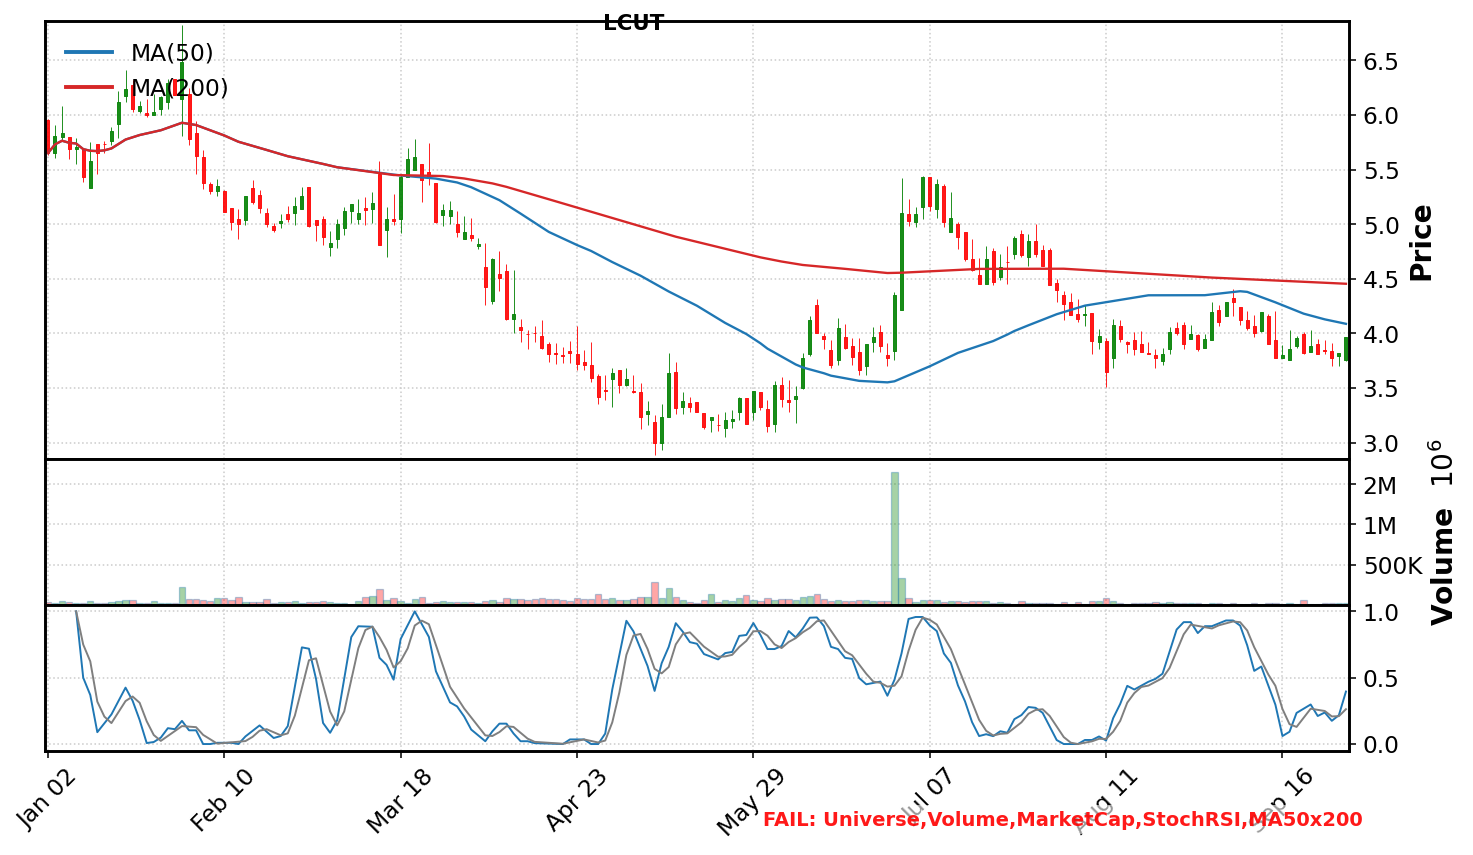 LCUT
MA(50)
MA(200)
6.5
6.0
5.5
5.0
4.5
4.0
3.5
3.0
Price
2M
1M
500K
Volume 10^6
1.0
0.5
0.0
Jan 02
Feb 10
Mar 18
Apr 23
May 29
Jul 07
Aug 11
Sep 16
FAIL: Universe,Volume,MarketCap,StochRSI,MA50x200